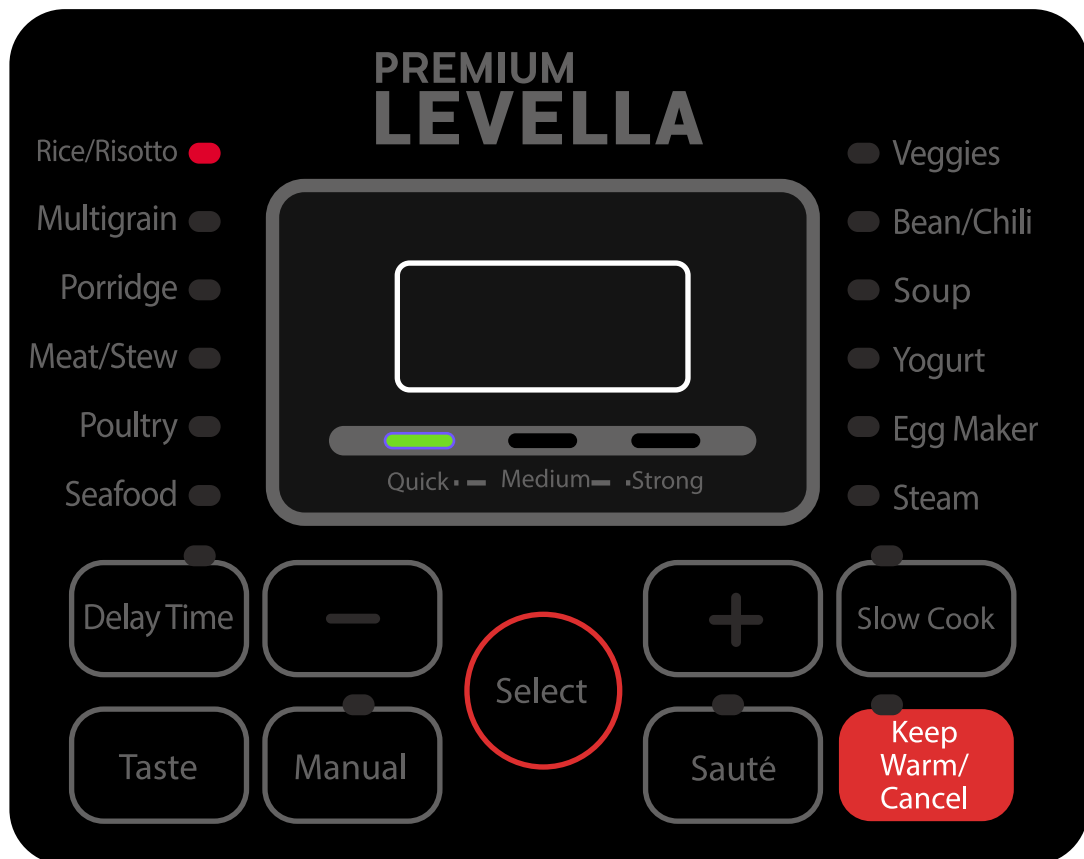 PREMIUM
LEVELLA
Rice/Risotto
Multigrain
Porridge
Meat/Stew
Poultry
Seafood
Veggies
Bean/Chili
Soup
Yogurt
Egg Maker
Steam
Quick Medium Strong
Delay Time
−
Select
+
Slow Cook
Taste
Manual
Sauté
Keep
Warm/
Cancel